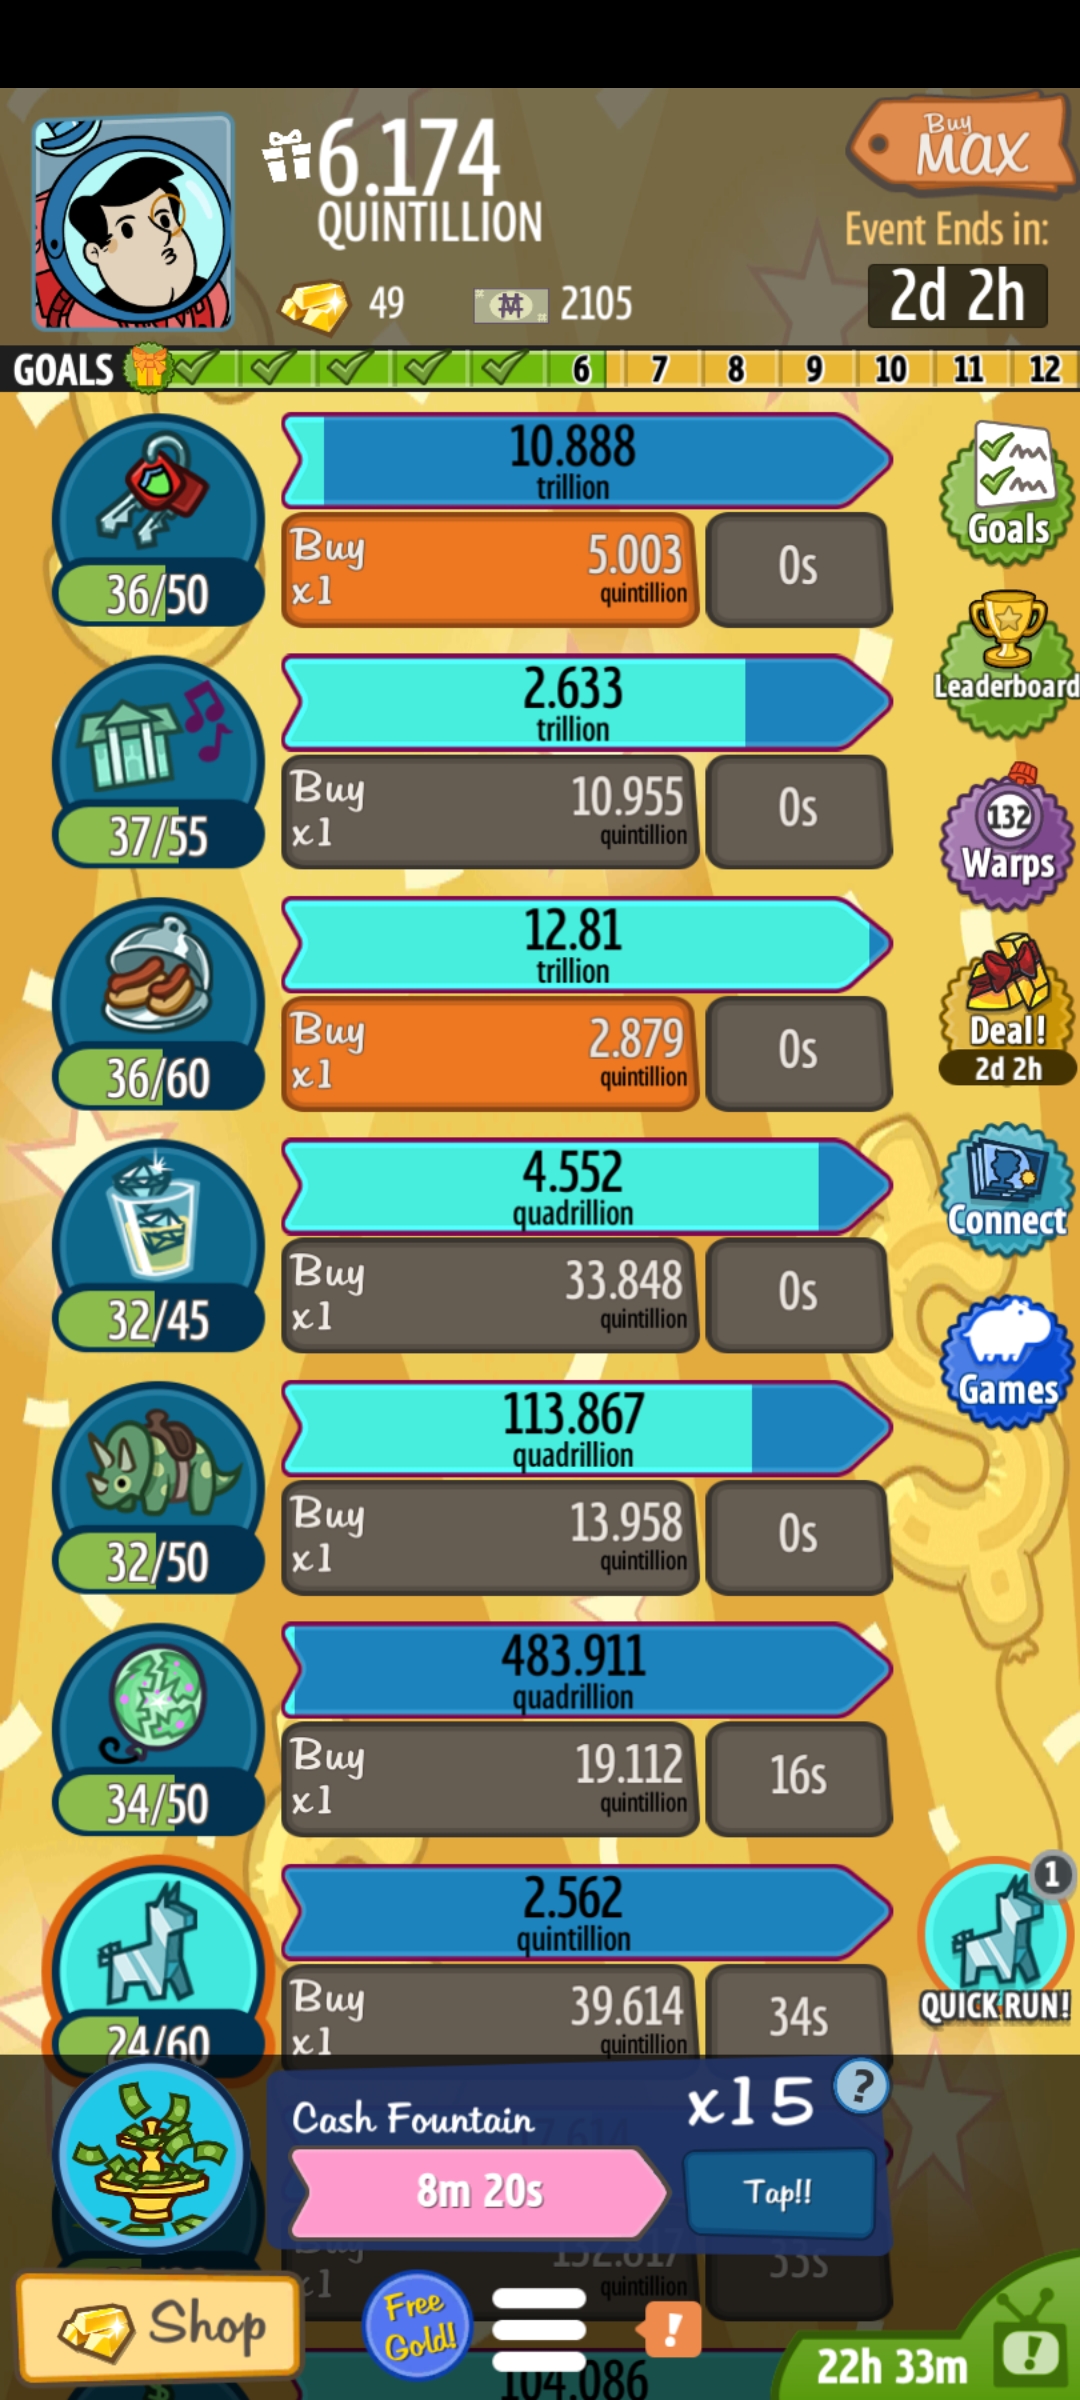 6.174
QUINTILLION
49
2105
Buy
MAX
Event Ends in:
2d 2h
GOALS 6 7 8 9 10 11 12
10.888
trillion
36/50
Buy
x1
5.003
quintillion
0s
Goals
2.633
trillion
37/55
Buy
x1
10.955
quintillion
0s
Leaderboard
132
Warps
12.81
trillion
36/60
Buy
x1
2.879
quintillion
0s
Deal!
2d 2h
4.552
quadrillion
32/45
Buy
x1
33.848
quintillion
0s
Connect
113.867
quadrillion
32/50
Buy
x1
13.958
quintillion
0s
Games
483.911
quadrillion
34/50
Buy
x1
19.112
quintillion
16s
2.562
quintillion
24/60
Buy
x1
39.614
quintillion
34s
1
QUICK RUN!
Cash Fountain
x15
?
8m 20s
Tap!!
Buy
x1
132.817
quintillion
33s
Shop
Free
Gold!
!
104.086
22h 33m
!